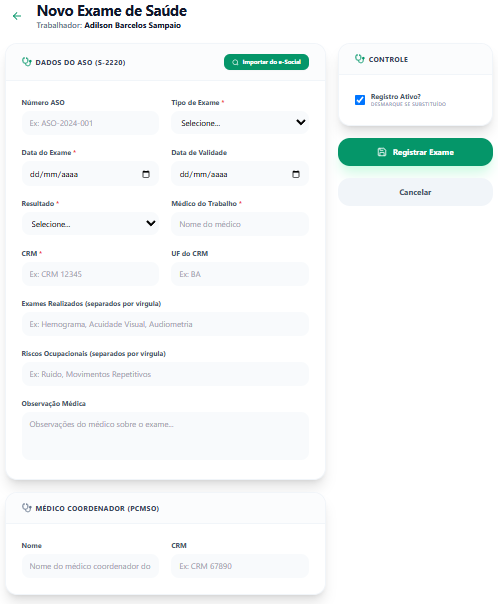 Novo Exame de Saúde
Trabalhador: Adilson Barcelos Sampaio
DADOS DO ASO (S-2220)
Importar do e-Social
Número ASO
Ex: ASO-2024-001
Tipo de Exame *
Selecione...
Data do Exame *
dd/mm/aaaa
Data de Validade
dd/mm/aaaa
Resultado *
Selecione...
Médico do Trabalho *
Nome do médico
CRM *
Ex: CRM 12345
UF do CRM
Ex: BA
Exames Realizados (separados por vírgula)
Ex: Hemograma, Acuidade Visual, Audiometria
Riscos Ocupacionais (separados por vírgula)
Ex: Ruído, Movimentos Repetitivos
Observação Médica
Observações do médico sobre o exame...
MÉDICO COORDENADOR (PCMSO)
Nome
Nome do médico coordenador do
CRM
Ex: CRM 67890
CONTROLE
Registro Ativo?
DESMARQUE SE SUBSTITUÍDO
Registrar Exame
Cancelar